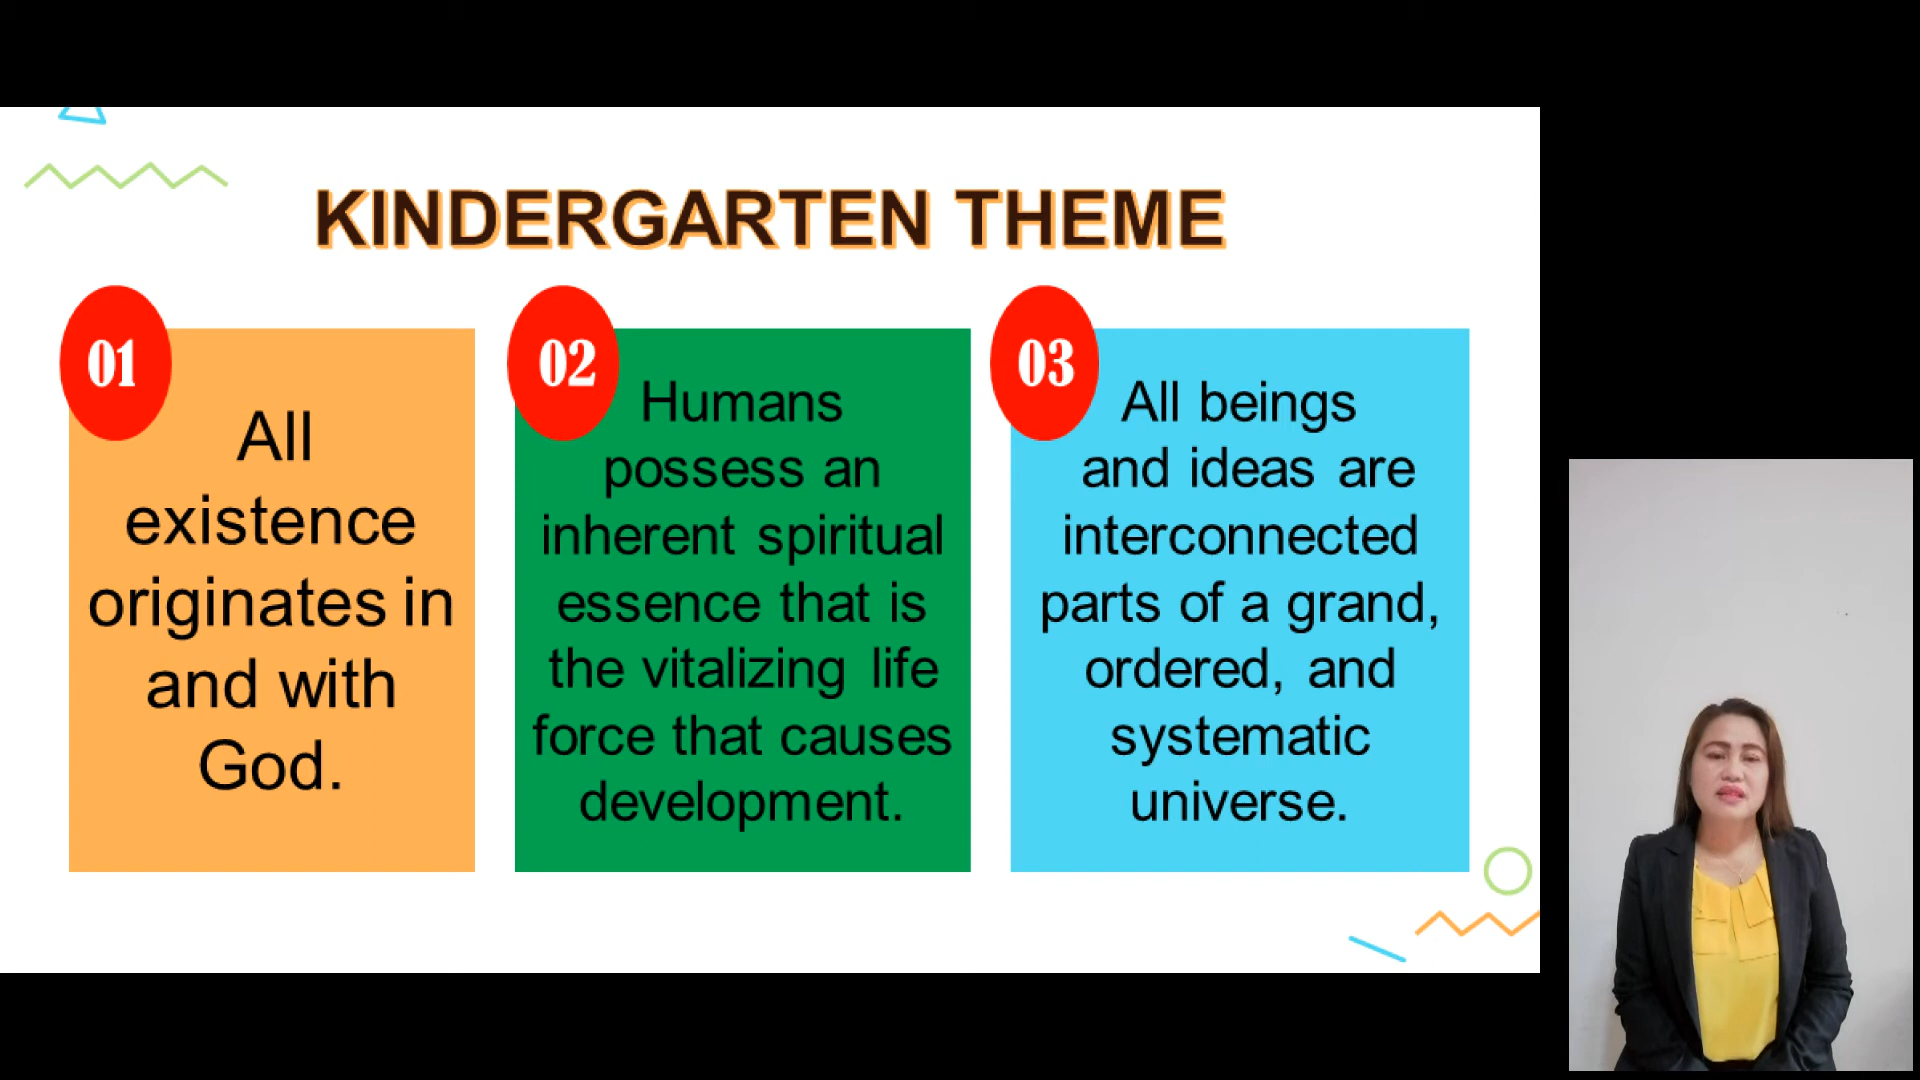 KINDERGARTEN THEME
01
All
existence
originates in
and with
God.
02
Humans
possess an
inherent spiritual
essence that is
the vitalizing life
force that causes
development.
03
All beings
and ideas are
interconnected
parts of a grand,
ordered, and
systematic
universe.